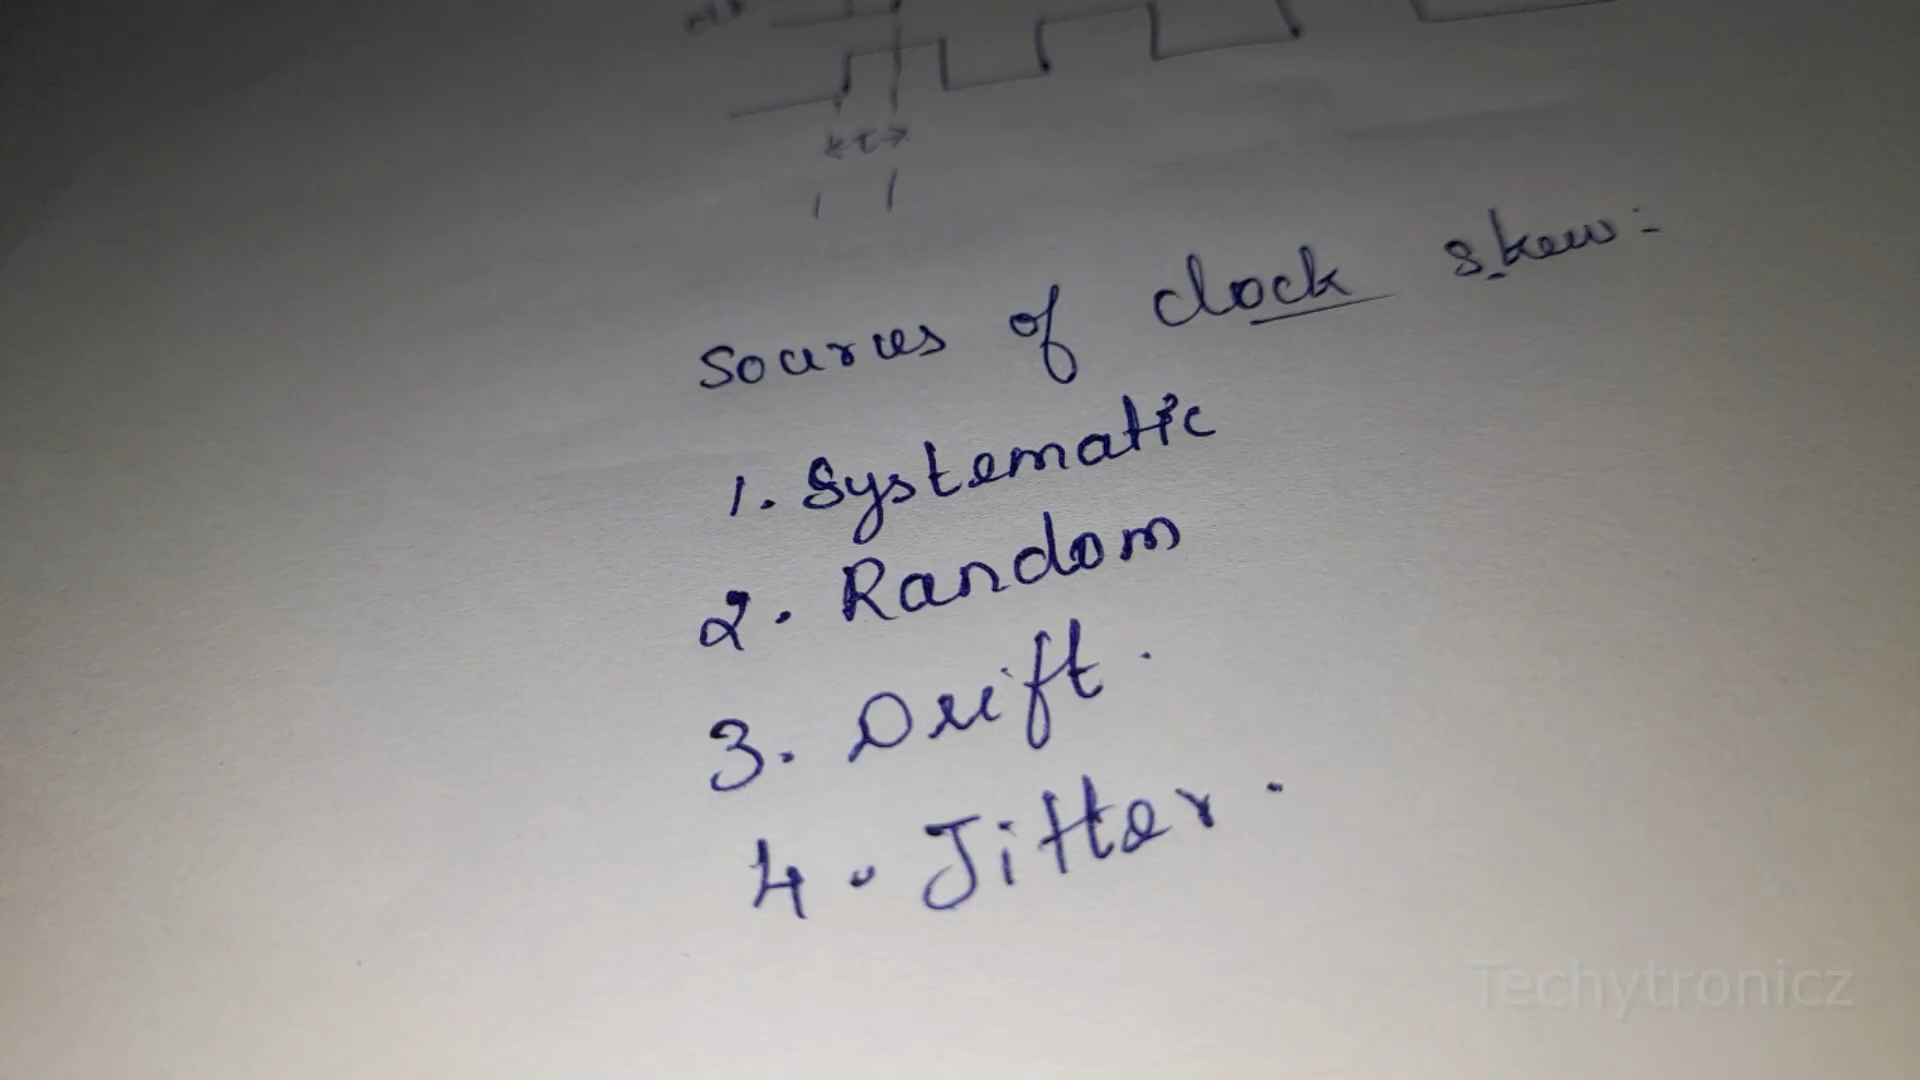 Sources of clock skew:-
1. Systematic
2. Random
3. Drift.
4. Jitter.
Techytronicz